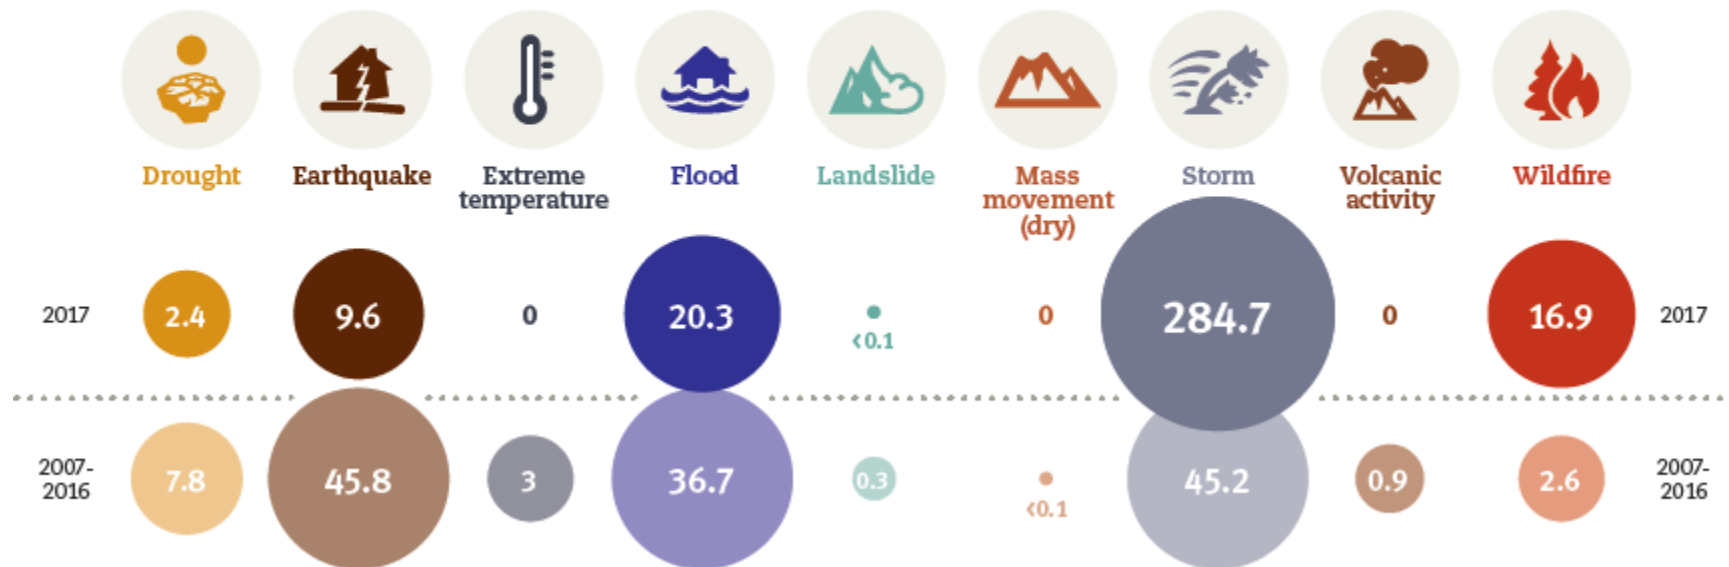 Drought Earthquake Extreme Flood Landslide Mass Storm Volcanic Wildfire
temperature movement activity
(dry)
2017 2.4 9.6 0 20.3 <0.1 0 284.7 0 16.9 2017
2007-
2016 7.8 45.8 3 36.7 0.3 <0.1 45.2 0.9 2.6 2007-
2016